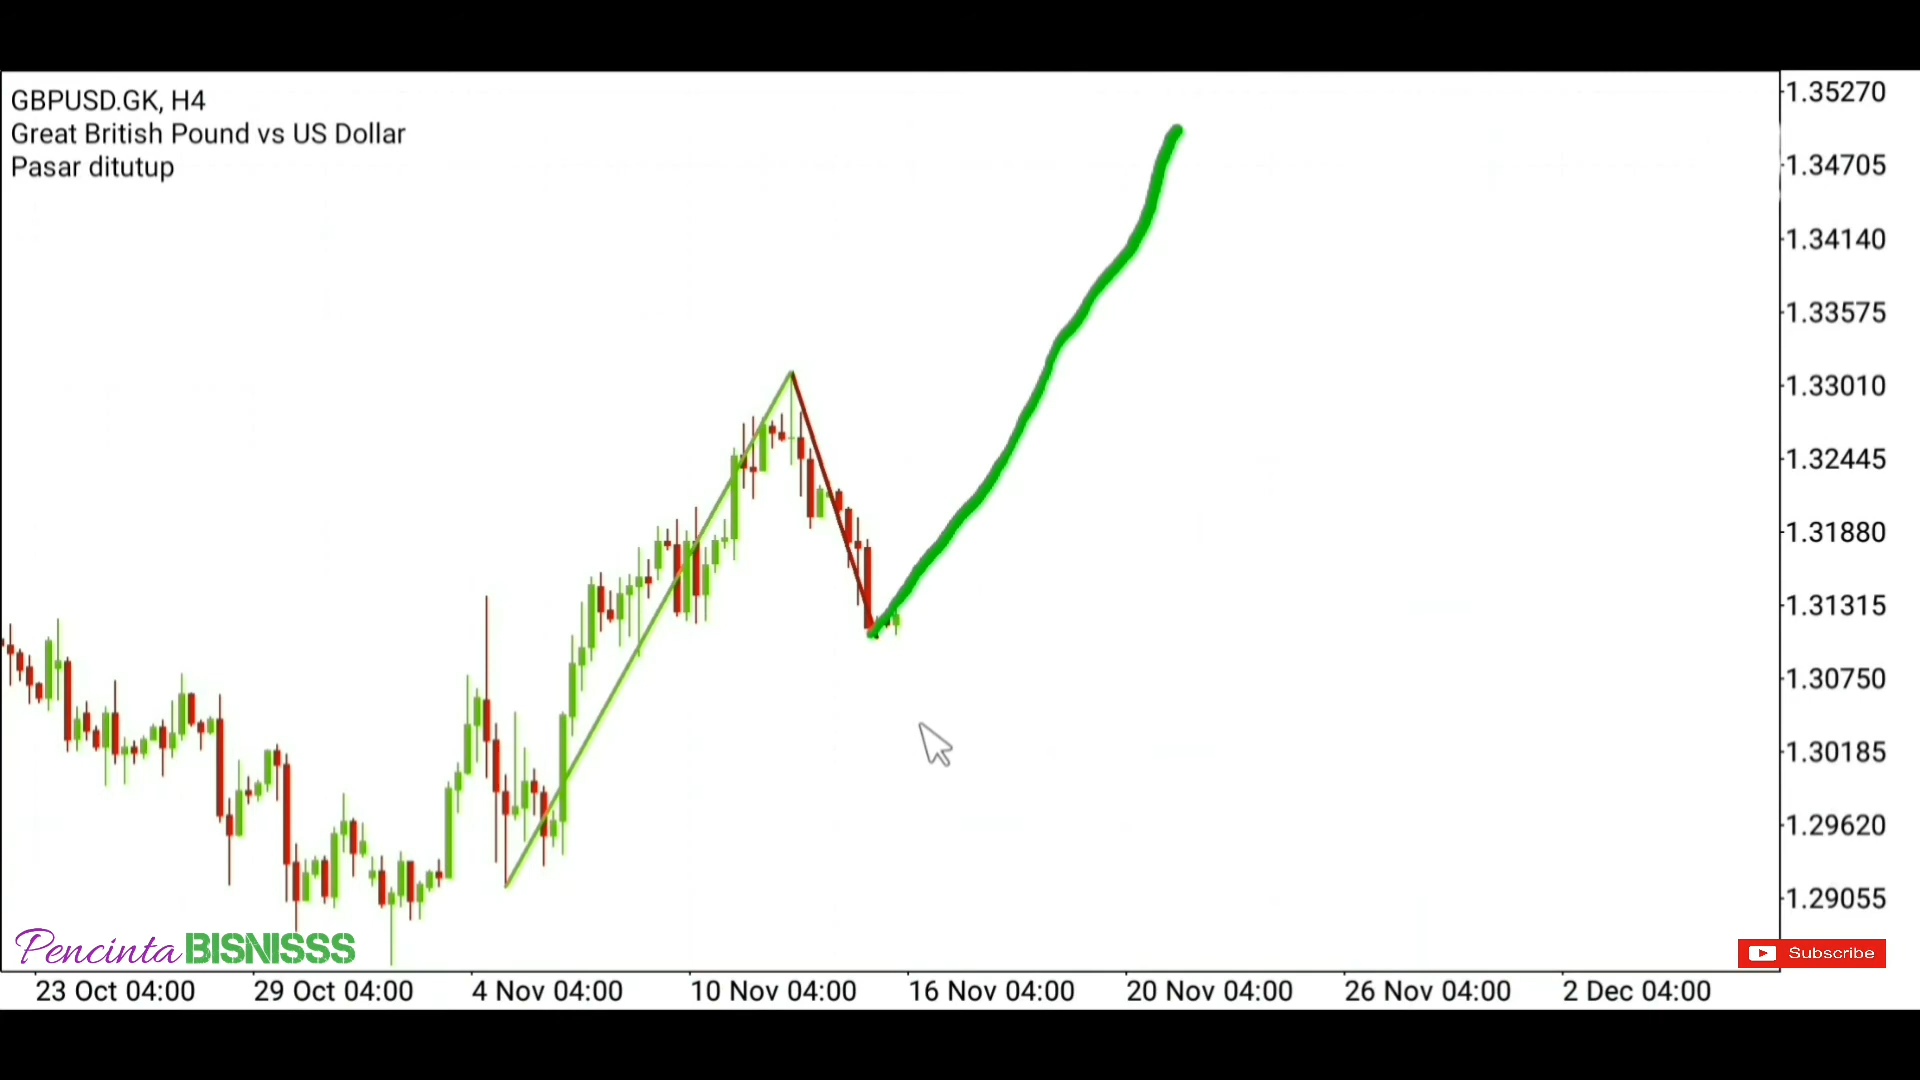 GBPUSD.GK, H4
Great British Pound vs US Dollar
Pasar ditutup
1.35270
1.34705
1.34140
1.33575
1.33010
1.32445
1.31880
1.31315
1.30750
1.30185
1.29620
1.29055
Pencinta BISNISSS
Subscribe
23 Oct 04:00 29 Oct 04:00 4 Nov 04:00 10 Nov 04:00 16 Nov 04:00 20 Nov 04:00 26 Nov 04:00 2 Dec 04:00